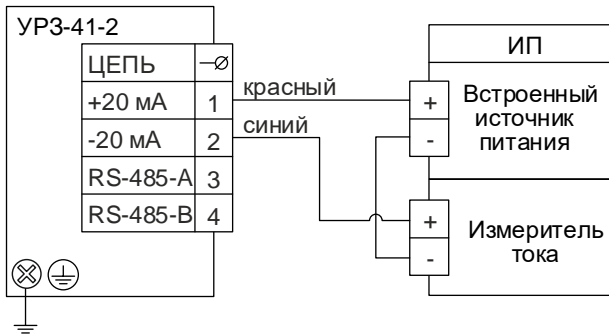 УРЗ-41-2
ЦЕПЬ
+20 мА 1
-20 мА 2
RS-485-A 3
RS-485-B 4
красный
синий
ИП
+
-
Встроенный
источник
питания
+
-
Измеритель
тока